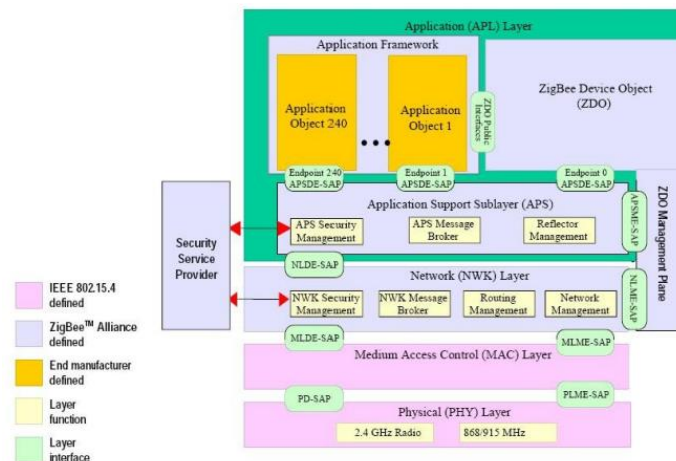 Application (APL) Layer
Application Framework
Application
Object 240
Application
Object 1
ZDO Public
Interfaces
ZigBee Device Object
(ZDO)
Endpoint 240
APSDE-SAP
Endpoint 1
APSDE-SAP
Endpoint 0
APSDE-SAP
Application Support Sublayer (APS)
APS Security
Management
APS Message
Broker
Reflector
Management
APSME-SAP
ZDO Management Plane
Security
Service
Provider
NLDE-SAP
Network (NWK) Layer
NWK Security
Management
NWK Message
Broker
Routing
Management
Network
Management
NLME-SAP
MLDE-SAP
MLME-SAP
Medium Access Control (MAC) Layer
PD-SAP
PLME-SAP
Physical (PHY) Layer
2.4 GHz Radio
868/915 MHz
IEEE 802.15.4
defined
ZigBee™ Alliance
defined
End manufacturer
defined
Layer
function
Layer
interface